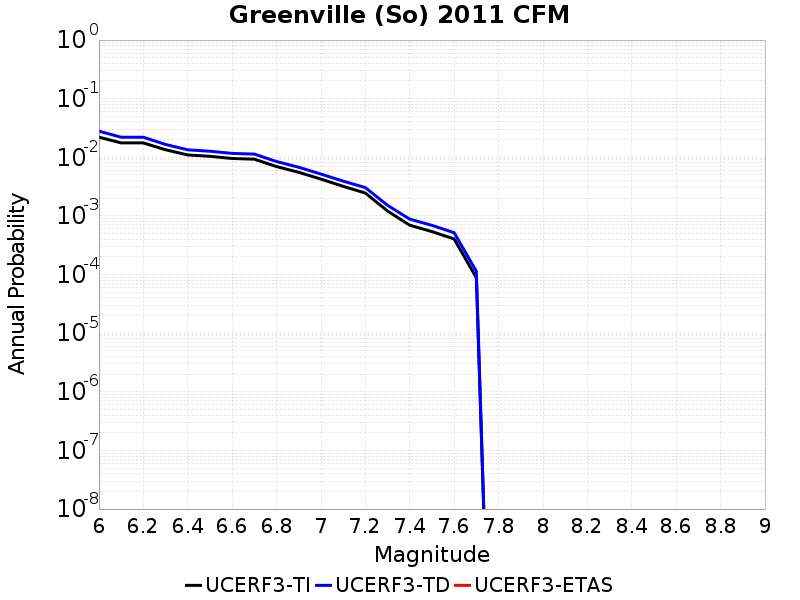 Greenville (So) 2011 CFM
10^0
10^-1
10^-2
10^-3
10^-4
10^-5
10^-6
10^-7
10^-8
Annual Probability
6 6.2 6.4 6.6 6.8 7 7.2 7.4 7.6 7.8 8 8.2 8.4 8.6 8.8 9
Magnitude
UCERF3-TI UCERF3-TD UCERF3-ETAS